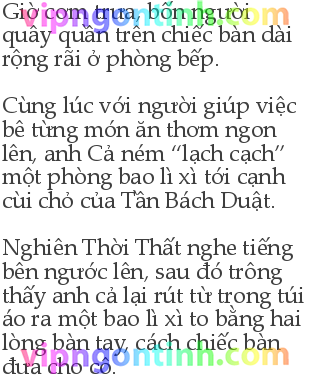 Giờ cơm trưa, bốn người
quây quần trên chiếc bàn dài
rộng rãi ở phòng bếp.
Cùng lúc với người giúp việc
bê từng món ăn thơm ngon
lên, anh Cả ném “lạch cạch”
một phòng bao lì xì tới cạnh
cùi chỏ của Tần Bách Duật.
Nghiên Thời Thất nghe tiếng
bên ngước lên, sau đó trông
thấy anh cả lại rút từ trong túi
áo ra một bao lì xì to bằng hai
lòng bàn tay, cách chiếc bàn
đưa cho cô.
vipngontinh.com
vipngontinh.com